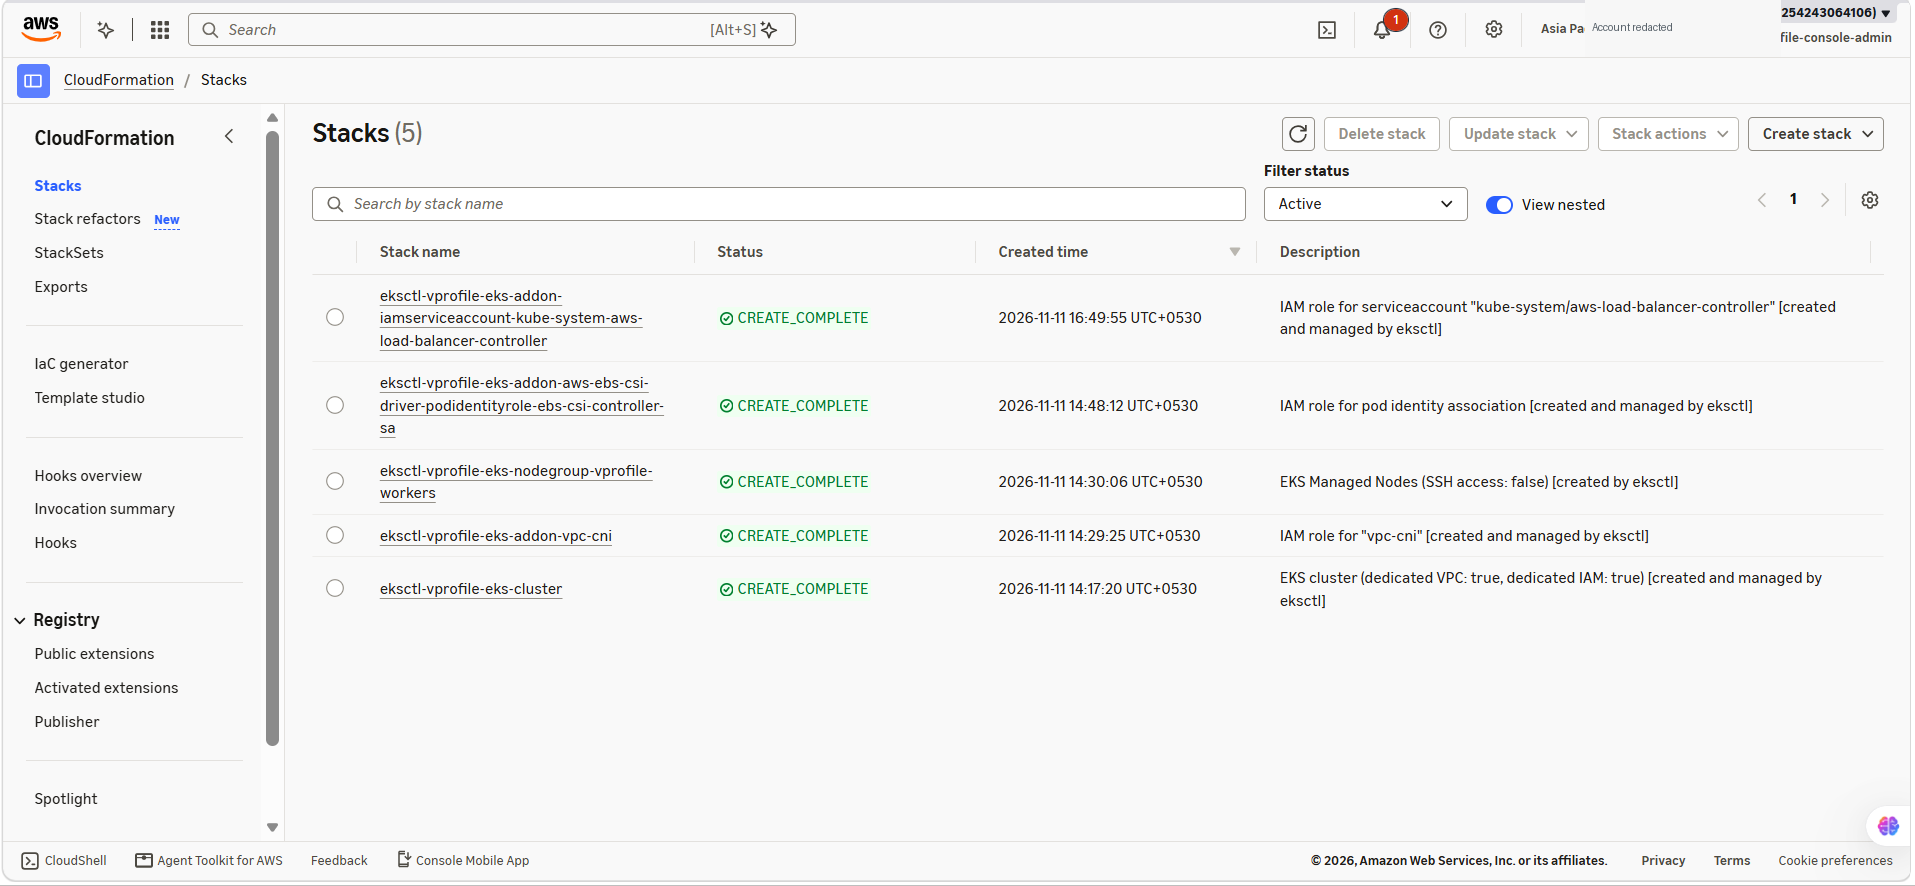 aws
Search [Alt+S]
1
Asia Pa Account redacted
254243064106) ▼
file-console-admin
CloudFormation / Stacks
CloudFormation
Stacks
Stack refactors New
StackSets
Exports
IaC generator
Template studio
Hooks overview
Invocation summary
Hooks
Registry
Public extensions
Activated extensions
Publisher
Spotlight
Stacks (5)
Delete stack
Update stack
Stack actions
Create stack
Filter status
Search by stack name
Active
View nested
1
Stack name Status Created time Description
eksctl-vprofile-eks-addon-
iamserviceaccount-kube-system-aws-
load-balancer-controller
CREATE_COMPLETE
2026-11-11 16:49:55 UTC+0530
IAM role for serviceaccount "kube-system/aws-load-balancer-controller" [created
and managed by eksctl]
eksctl-vprofile-eks-addon-aws-ebs-csi-
driver-podidentityrole-ebs-csi-controller-
sa
CREATE_COMPLETE
2026-11-11 14:48:12 UTC+0530
IAM role for pod identity association [created and managed by eksctl]
eksctl-vprofile-eks-nodegroup-vprofile-
workers
CREATE_COMPLETE
2026-11-11 14:30:06 UTC+0530
EKS Managed Nodes (SSH access: false) [created by eksctl]
eksctl-vprofile-eks-addon-vpc-cni
CREATE_COMPLETE
2026-11-11 14:29:25 UTC+0530
IAM role for "vpc-cni" [created and managed by eksctl]
eksctl-vprofile-eks-cluster
CREATE_COMPLETE
2026-11-11 14:17:20 UTC+0530
EKS cluster (dedicated VPC: true, dedicated IAM: true) [created and managed by
eksctl]
CloudShell Agent Toolkit for AWS Feedback Console Mobile App
© 2026, Amazon Web Services, Inc. or its affiliates. Privacy Terms Cookie preferences